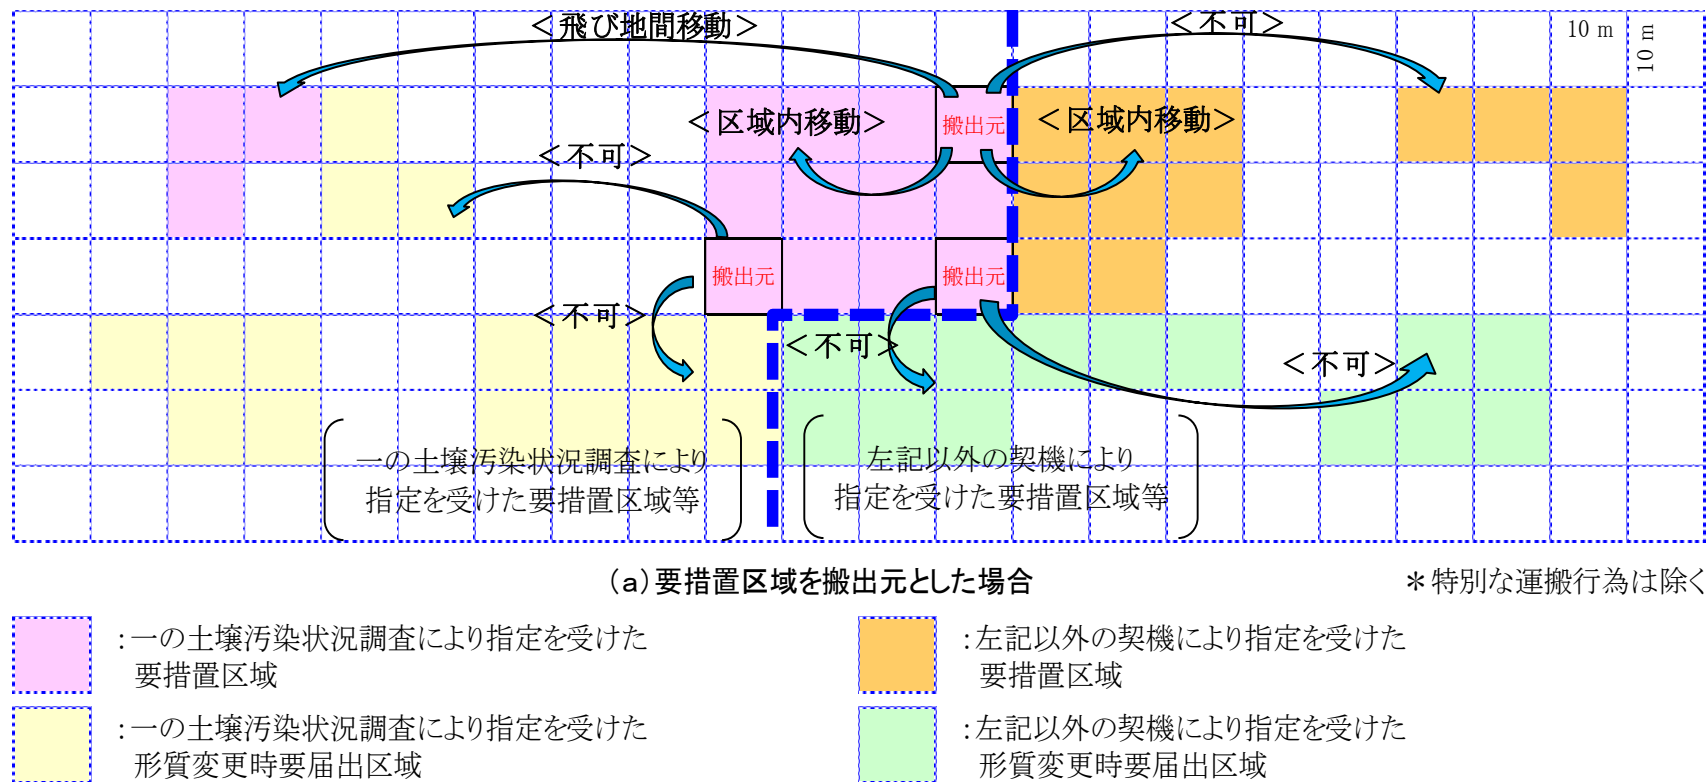 ＜飛び地間移動＞
＜不可＞
10 m
10 m
＜区域内移動＞
搬出元
＜区域内移動＞
＜不可＞
搬出元
搬出元
＜不可＞
＜不可＞
＜不可＞
一の土壌汚染状況調査により
指定を受けた要措置区域等
左記以外の契機により
指定を受けた要措置区域等
(a)要措置区域を搬出元とした場合
＊特別な運搬行為は除く
：一の土壌汚染状況調査により指定を受けた
要措置区域
：左記以外の契機により指定を受けた
要措置区域
：一の土壌汚染状況調査により指定を受けた
形質変更時要届出区域
：左記以外の契機により指定を受けた
形質変更時要届出区域